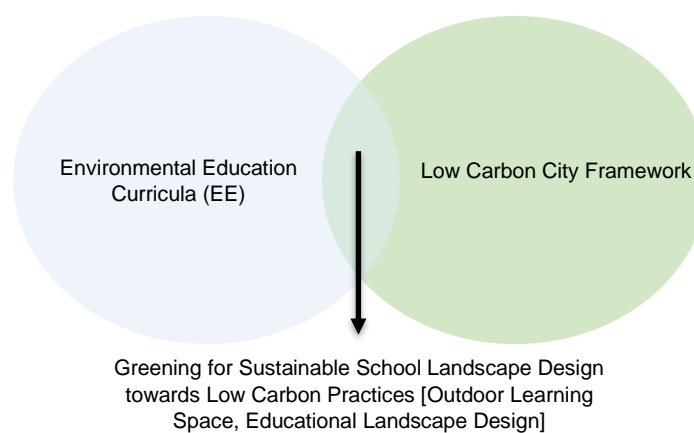 Environmental Education
Curricula (EE)
Low Carbon City Framework
Greening for Sustainable School Landscape Design
towards Low Carbon Practices [Outdoor Learning
Space, Educational Landscape Design]